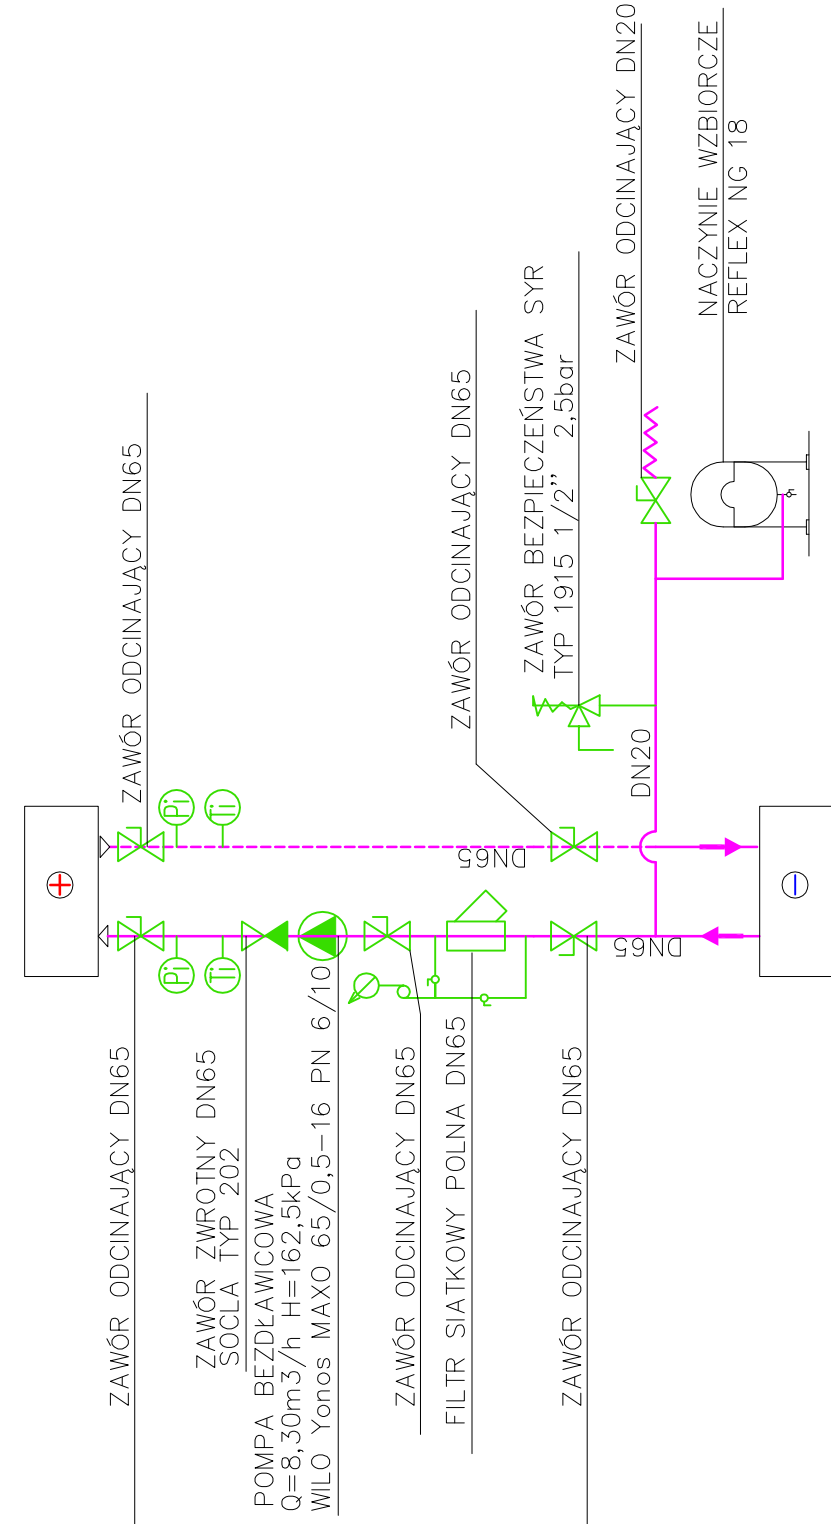 ZAWÓR ODCINAJĄCY DN65
ZAWÓR ODCINAJĄCY DN65
ZAWÓR BEZPIECZEŃSTWA SYR
TYP 1915 1/2’’ 2,5bar
ZAWÓR ODCINAJĄCY DN20
NACZYNIE WZBIORCZE
REFLEX NG 18
Pi
Ti
DN65
DN20
+
−
Pi
Ti
DN65
ZAWÓR ODCINAJĄCY DN65
ZAWÓR ZWROTNY DN65
SOCLA TYP 202
POMPA BEZDŁAWICOWA
Q=8,30m3/h H=162,5kPa
WILO Yonos MAXO 65/0,5-16 PN 6/10
ZAWÓR ODCINAJĄCY DN65
FILTR SIATKOWY POLNA DN65
ZAWÓR ODCINAJĄCY DN65